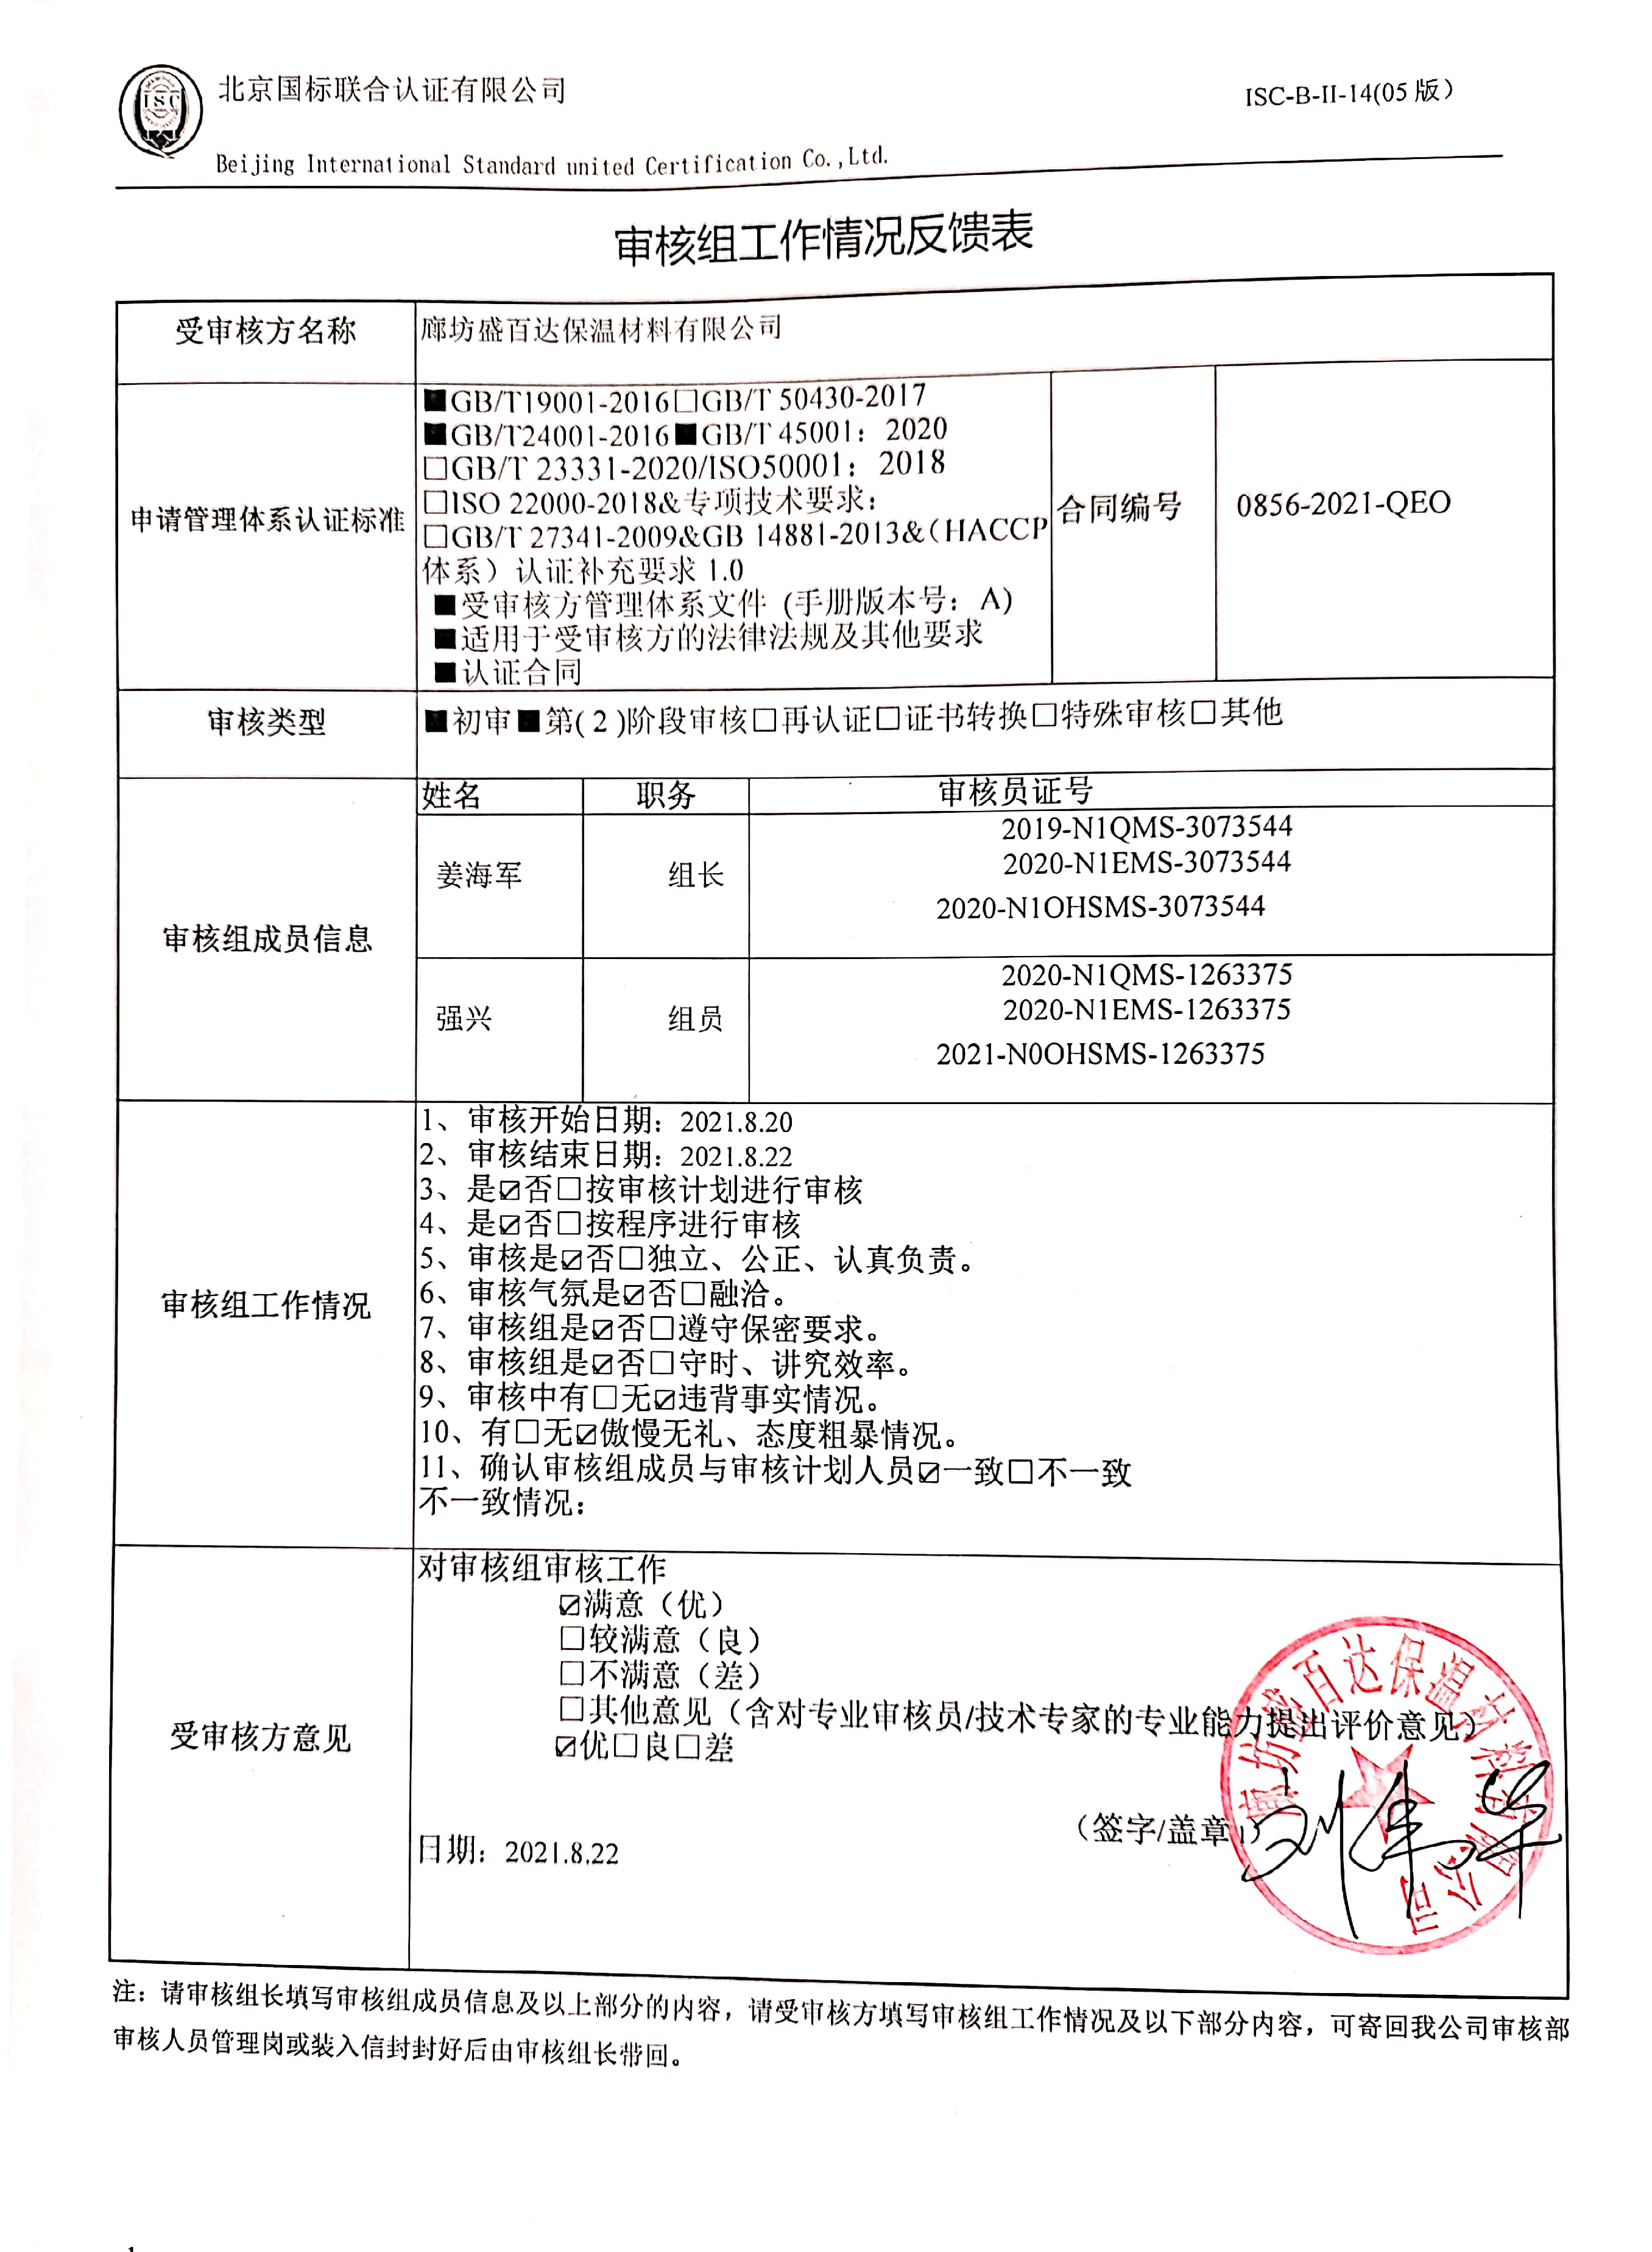 ISC
北京国标联合认证有限公司
ISC-B-II-14(05 版)
Beijing International Standard united Certification Co.,Ltd.
审核组工作情况反馈表
受审核方名称
廊坊盛百达保温材料有限公司
申请管理体系认证标准
■GB/T19001-2016□GB/T 50430-2017
■GB/T24001-2016■GB/T 45001：2020
□GB/T 23331-2020/ISO50001：2018
□ISO 22000-2018&专项技术要求：
□GB/T 27341-2009&GB 14881-2013&（HACCP
体系）认证补充要求 1.0
■受审核方管理体系文件 (手册版本号：A)
■适用于受审核方的法律法规及其他要求
■认证合同
合同编号
0856-2021-QEO
审核类型
■初审■第( 2 )阶段审核□再认证□证书转换□特殊审核□其他
审核组成员信息
姓名 职务 审核员证号
姜海军 组长
2019-N1QMS-3073544
2020-N1EMS-3073544
2020-N1OHSMS-3073544
强兴 组员
2020-N1QMS-1263375
2020-N1EMS-1263375
2021-N0OHSMS-1263375
审核组工作情况
1、审核开始日期：2021.8.20
2、审核结束日期：2021.8.22
3、是☑否□按审核计划进行审核
4、是☑否□按程序进行审核
5、审核是☑否□独立、公正、认真负责。
6、审核气氛是☑否□融洽。
7、审核组是☑否□遵守保密要求。
8、审核组是☑否□守时、讲究效率。
9、审核中有□无☑违背事实情况。
10、有□无☑傲慢无礼、态度粗暴情况。
11、确认审核组成员与审核计划人员☑一致□不一致
不一致情况：
受审核方意见
对审核组审核工作
☑满意（优）
□较满意（良）
□不满意（差）
□其他意见（含对专业审核员/技术专家的专业能力提出评价意见）
☑优□良□差
（签字/盖章）
日期：2021.8.22
廊坊盛百达保温材料有限公司
注：请审核组长填写审核组成员信息及以上部分的内容，请受审核方填写审核组工作情况及以下部分内容，可寄回我公司审核部
审核人员管理岗或装入信封封好后由审核组长带回。